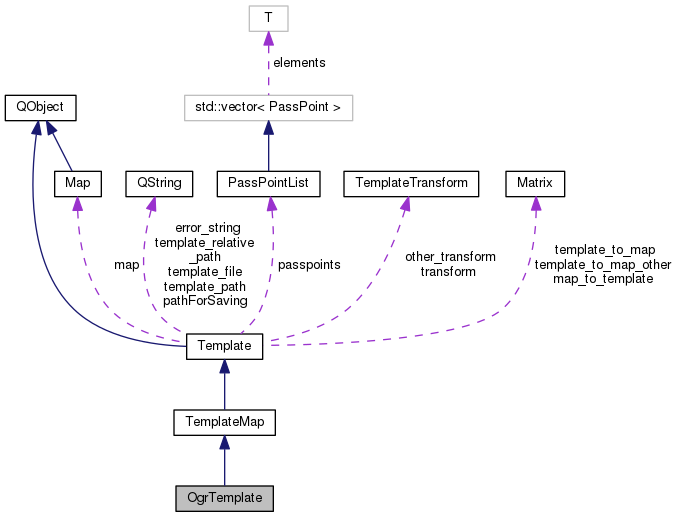 T
elements
std::vector< PassPoint >
QObject
Map
QString
PassPointList
TemplateTransform
Matrix
map
error_string
template_relative
_path
template_file
template_path
pathForSaving
passpoints
other_transform
transform
template_to_map
template_to_map_other
map_to_template
Template
TemplateMap
OgrTemplate